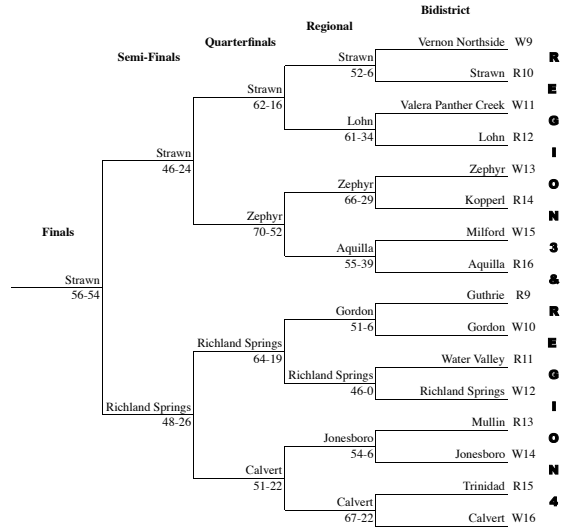 Bidistrict
Regional
Quarterfinals
Semi-Finals
Finals
Vernon Northside W9
Strawn R10
Strawn
52-6
Valera Panther Creek W11
Lohn R12
Lohn
61-34
Strawn
62-16
Zephyr W13
Kopperl R14
Zephyr
66-29
Milford W15
Aquilla R16
Aquilla
55-39
Zephyr
70-52
Strawn
46-24
Guthrie R9
Gordon W10
Gordon
51-6
Water Valley R11
Richland Springs W12
Richland Springs
46-0
Richland Springs
64-19
Mullin R13
Jonesboro W14
Jonesboro
54-6
Trinidad R15
Calvert W16
Calvert
67-22
Calvert
51-22
Richland Springs
48-26
Strawn
56-54
R
E
G
I
O
N
3
&
R
E
G
I
O
N
4